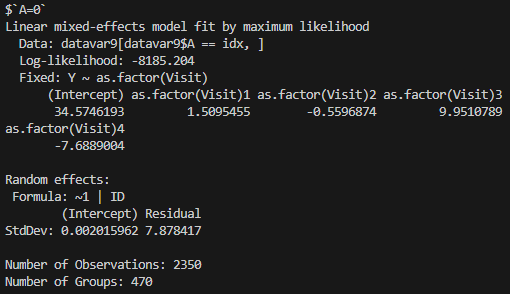 $`A=0`
Linear mixed-effects model fit by maximum likelihood
  Data: datavar9[datavar9$A == idx, ]
  Log-likelihood: -8185.204
  Fixed: Y ~ as.factor(Visit)
      (Intercept) as.factor(Visit)1 as.factor(Visit)2 as.factor(Visit)3
       34.5746193         1.5095455        -0.5596874         9.9510789
as.factor(Visit)4
       -7.6889004

Random effects:
 Formula: ~1 | ID
        (Intercept) Residual
StdDev: 0.002015962 7.878417

Number of Observations: 2350
Number of Groups: 470